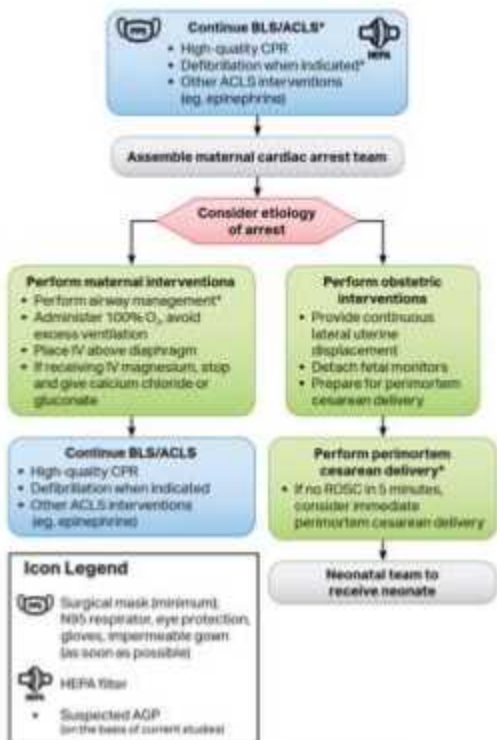 PPE
Continue BLS/ACLS*
• High-quality CPR
• Defibrillation when indicated*
• Other ACLS interventions
(eg, epinephrine)
HEPA
Assemble maternal cardiac arrest team
Consider etiology
of arrest
Perform maternal interventions
• Perform airway management*
• Administer 100% O₂, avoid
excess ventilation
• Place IV above diaphragm
• If receiving IV magnesium, stop
and give calcium chloride or
gluconate
Continue BLS/ACLS
• High-quality CPR
• Defibrillation when indicated
• Other ACLS interventions
(eg, epinephrine)
Perform obstetric
interventions
• Provide continuous
lateral uterine
displacement
• Detach fetal monitors
• Prepare for perimortem
cesarean delivery
Perform perimortem
cesarean delivery*
• If no ROSC in 5 minutes,
consider immediate
perimortem cesarean delivery
Neonatal team to
receive neonate
Icon Legend
PPE
Surgical mask (minimum),
N95 respirator, eye protection,
gloves, impermeable gown
(as soon as possible)
HEPA
HEPA filter
* Suspected AGP
(on the basis of current studies)